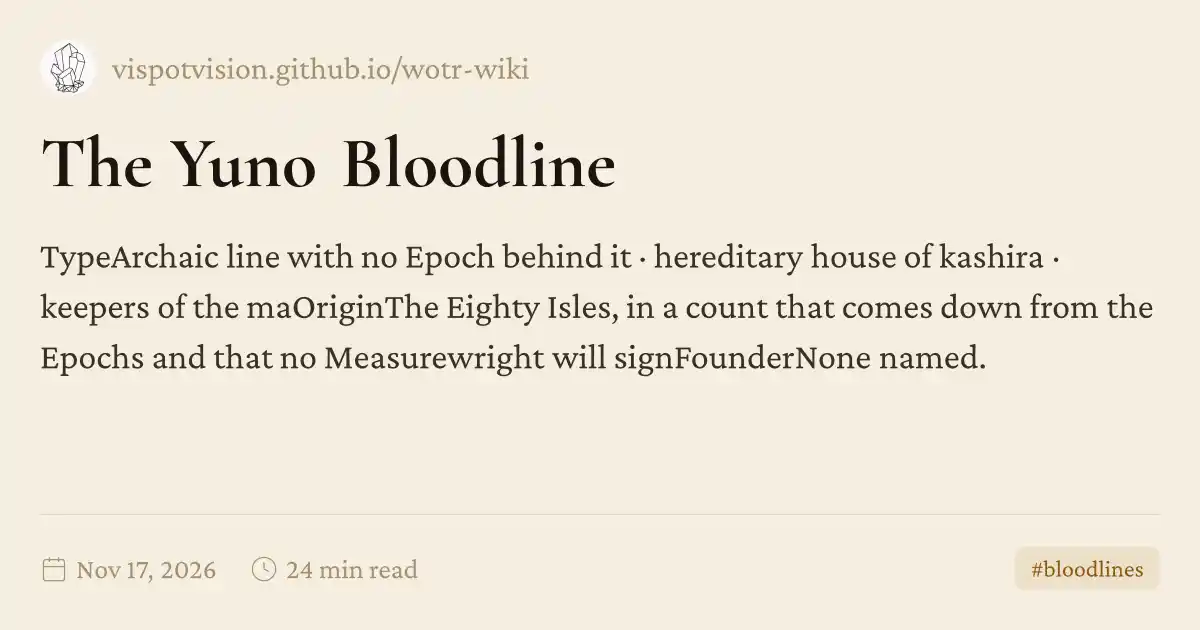 vispotvision.github.io/wotr-wiki
The Yuno Bloodline
TypeArchaic line with no Epoch behind it · hereditary house of kashira ·
keepers of the maOriginThe Eighty Isles, in a count that comes down from the
Epochs and that no Measurewright will signFounderNone named.
Nov 17, 2026
24 min read
#bloodlines